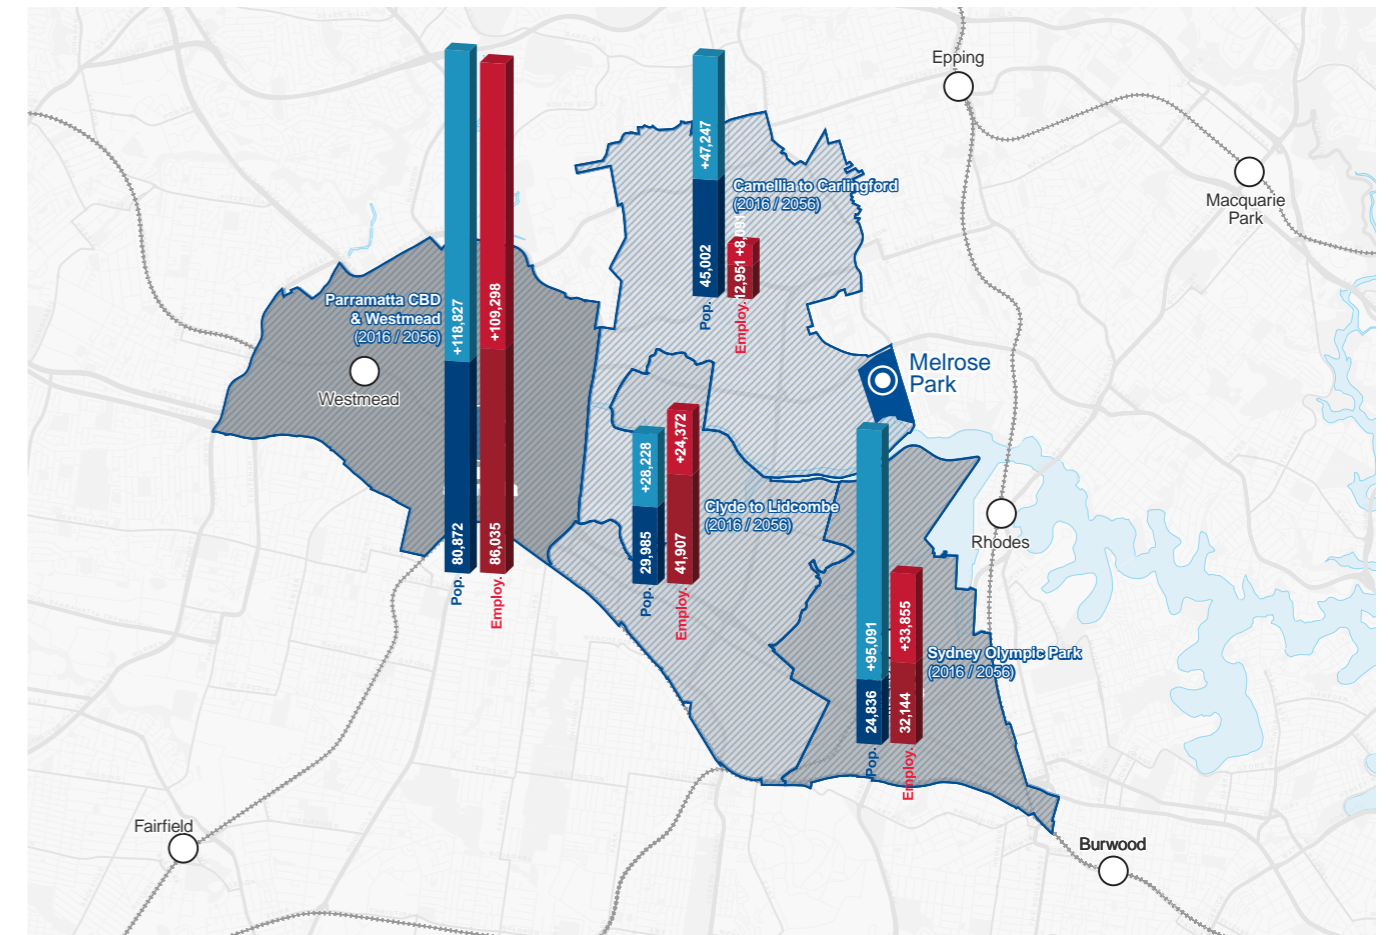 Epping
Macquarie
Park
+47,247
45,002
Pop.
Camellia to Carlingford
(2016 / 2056)
12,951
Employ.
+118,827
80,872
Pop.
+109,298
86,035
Employ.
Parramatta CBD
& Westmead
(2016 / 2056)
Westmead
Melrose
Park
+28,228
29,985
Pop.
+24,372
41,907
Employ.
Clyde to Lidcombe
(2016 / 2056)
Rhodes
+95,091
24,836
Pop.
+33,855
32,144
Employ.
Sydney Olympic Park
(2016 / 2056)
Fairfield
Burwood